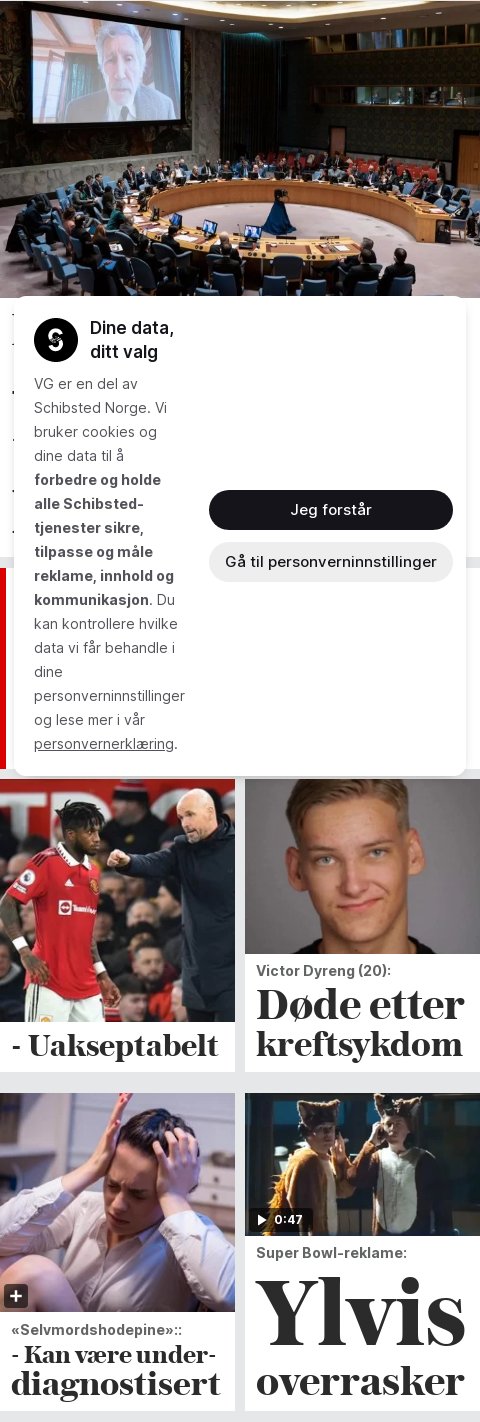 Dine data,
ditt valg
VG er en del av
Schibsted Norge. Vi
bruker cookies og
dine data til å
forbedre og holde
alle Schibsted-
tjenester sikre,
tilpasse og måle
reklame, innhold og
kommunikasjon. Du
kan kontrollere hvilke
data vi får behandle i
dine
personverninnstillinger
og lese mer i vår
personvernerklæring.
Jeg forstår
Gå til personverninnstillinger
- Uakseptabelt
Victor Dyreng (20):
Døde etter
kreftsykdom
«Selvmordshodepine»::
- Kan være under-
diagnostisert
0:47
Super Bowl-reklame:
Ylvis
overrasker